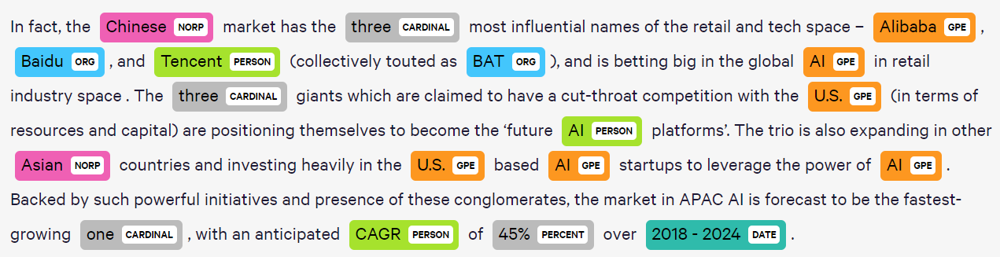 In fact, the Chinese NORP market has the three CARDINAL most influential names of the retail and tech space – Alibaba GPE ,
Baidu ORG , and Tencent PERSON (collectively touted as BAT ORG ), and is betting big in the global AI GPE in retail
industry space . The three CARDINAL giants which are claimed to have a cut-throat competition with the U.S. GPE (in terms of
resources and capital) are positioning themselves to become the ‘future AI PERSON platforms’. The trio is also expanding in other
Asian NORP countries and investing heavily in the U.S. GPE based AI GPE startups to leverage the power of AI GPE .
Backed by such powerful initiatives and presence of these conglomerates, the market in APAC AI is forecast to be the fastest-
growing one CARDINAL , with an anticipated CAGR PERSON of 45% PERCENT over 2018 - 2024 DATE .